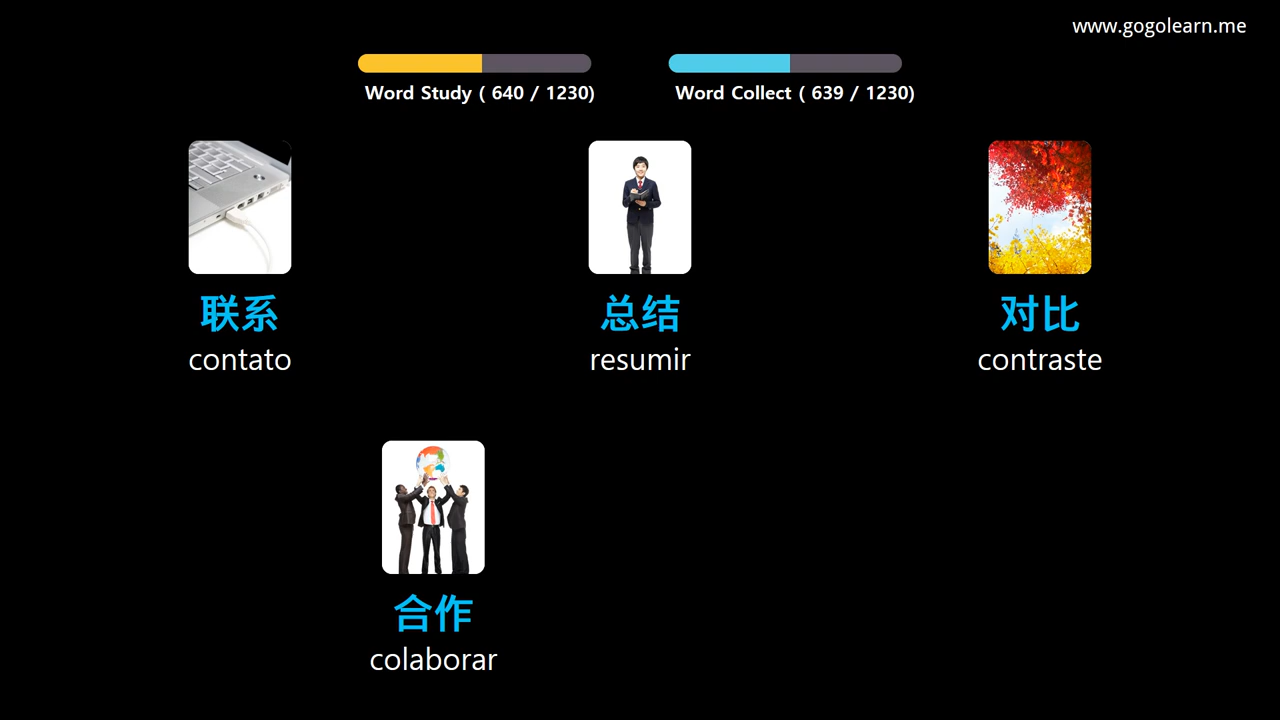 www.gogolearn.me
Word Study ( 640 / 1230)
Word Collect ( 639 / 1230)
联系
contato
总结
resumir
对比
contraste
合作
colaborar